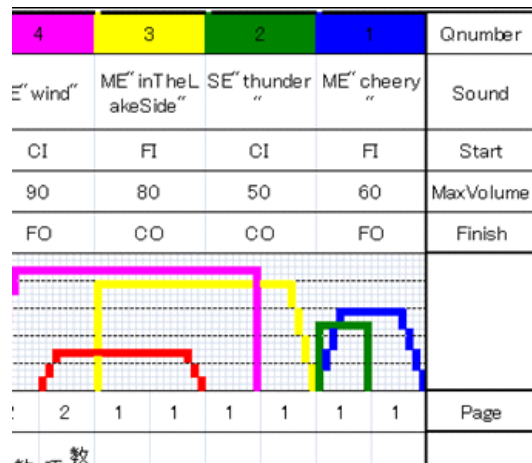 4 3 2 1 Qnumber
E"wind" ME"inTheL SE"thunder ME"cheery Sound
akeSide" " "
CI FI CI FI Start
90 80 50 60 MaxVolume
FO CO CO FO Finish
2 1 1 1 1 1 1 Page
教